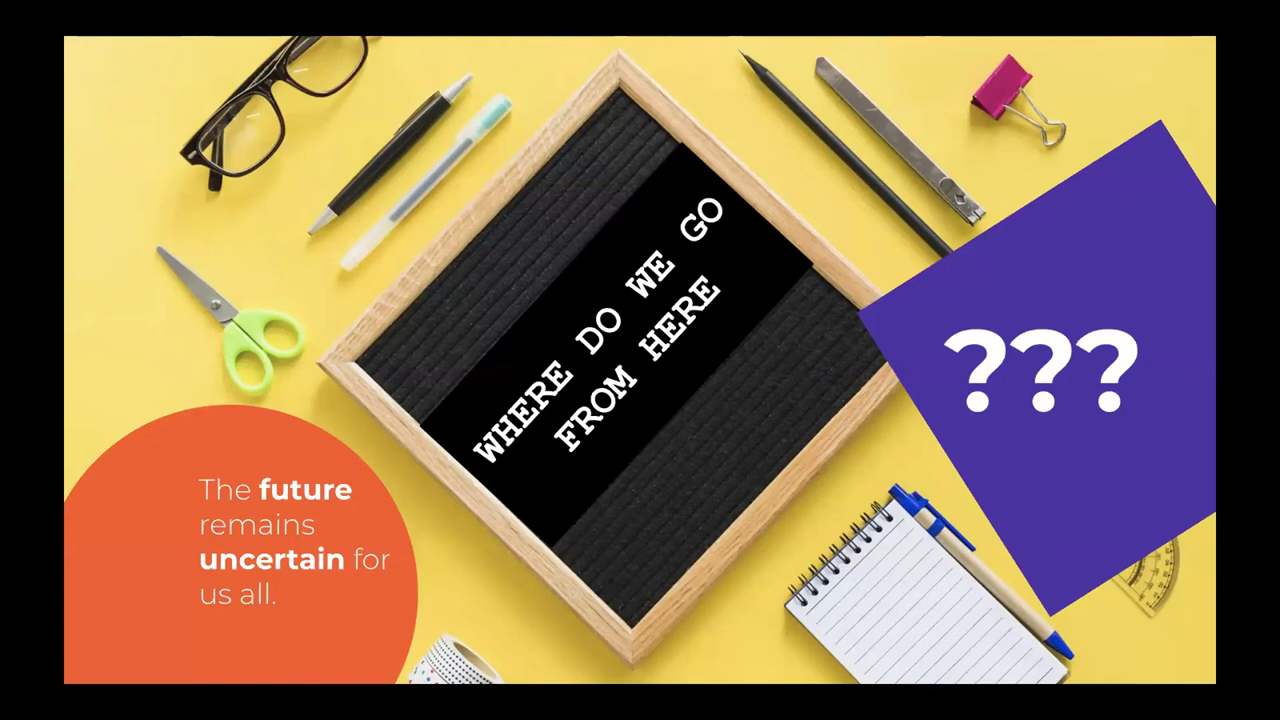 WHERE DO WE GO
FROM HERE
???
The future
remains
uncertain for
us all.